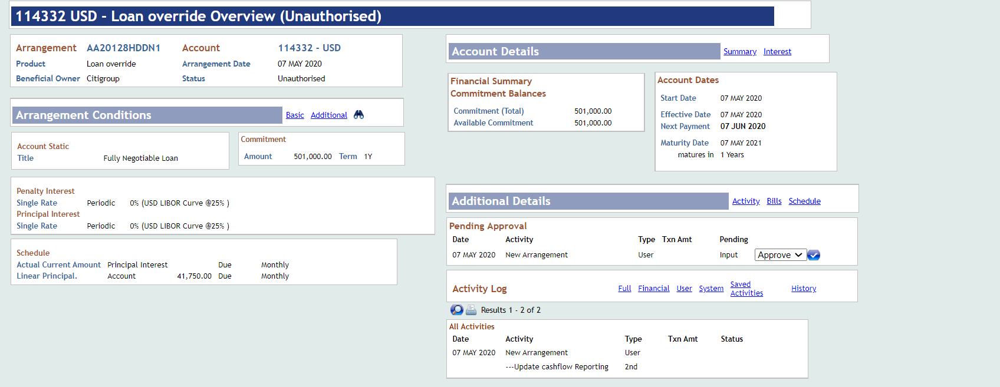 114332 USD - Loan override Overview (Unauthorised)
Arrangement AA20128HDDN1 Account 114332 - USD
Product Loan override Arrangement Date 07 MAY 2020
Beneficial Owner Citigroup Status Unauthorised
Arrangement Conditions Basic Additional
Account Static
Title Fully Negotiable Loan
Commitment
Amount 501,000.00 Term 1Y
Penalty Interest
Single Rate Periodic 0% (USD LIBOR Curve @25% )
Principal Interest
Single Rate Periodic 0% (USD LIBOR Curve @25% )
Schedule
Actual Current Amount Principal Interest Due Monthly
Linear Principal. Account 41,750.00 Due Monthly
Account Details Summary Interest
Financial Summary
Commitment Balances
Commitment (Total) 501,000.00
Available Commitment 501,000.00
Account Dates
Start Date 07 MAY 2020
Effective Date 07 MAY 2020
Next Payment 07 JUN 2020
Maturity Date 07 MAY 2021
matures in 1 Years
Additional Details Activity Bills Schedule
Pending Approval
Date Activity Type Txn Amt Pending
07 MAY 2020 New Arrangement User Input Approve
Activity Log Full Financial User System Saved Activities History
Results 1 - 2 of 2
All Activities
Date Activity Type Txn Amt Status
07 MAY 2020 New Arrangement User
---Update cashflow Reporting 2nd